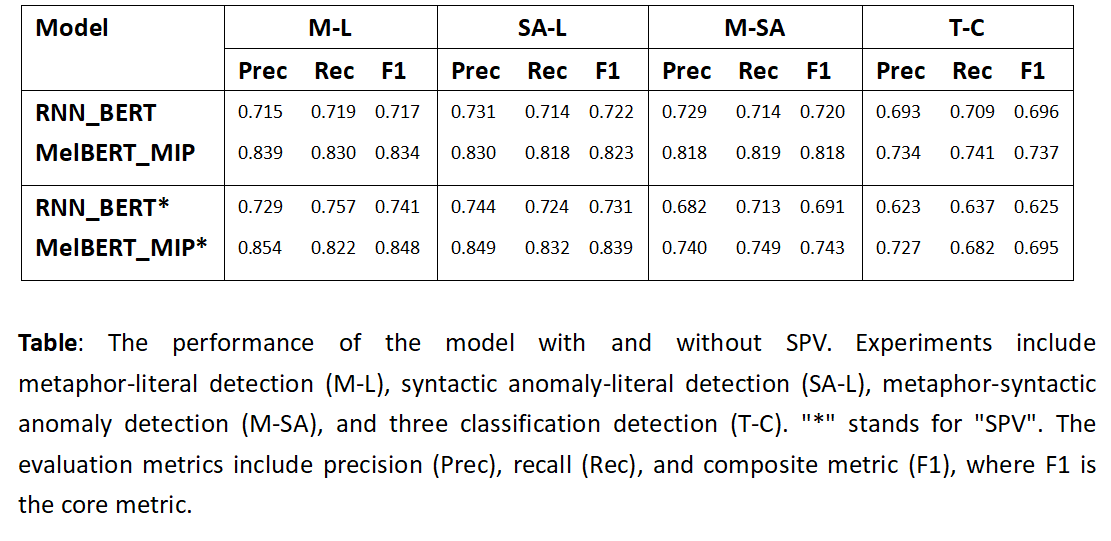 Model M-L SA-L M-SA T-C
Prec Rec F1 Prec Rec F1 Prec Rec F1 Prec Rec F1
RNN_BERT 0.715 0.719 0.717 0.731 0.714 0.722 0.729 0.714 0.720 0.693 0.709 0.696
MelBERT_MIP 0.839 0.830 0.834 0.830 0.818 0.823 0.818 0.819 0.818 0.734 0.741 0.737
RNN_BERT* 0.729 0.757 0.741 0.744 0.724 0.731 0.682 0.713 0.691 0.623 0.637 0.625
MelBERT_MIP* 0.854 0.822 0.848 0.849 0.832 0.839 0.740 0.749 0.743 0.727 0.682 0.695
Table: The performance of the model with and without SPV. Experiments include
metaphor-literal detection (M-L), syntactic anomaly-literal detection (SA-L), metaphor-syntactic
anomaly detection (M-SA), and three classification detection (T-C). "*" stands for "SPV". The
evaluation metrics include precision (Prec), recall (Rec), and composite metric (F1), where F1 is
the core metric.